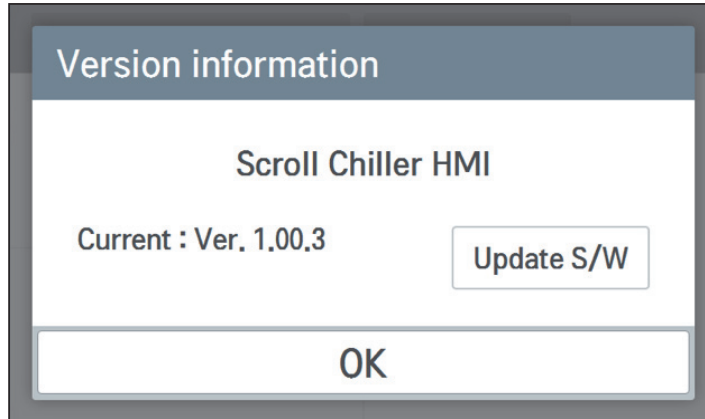 Version information
Scroll Chiller HMI
Current : Ver. 1.00.3
Update S/W
OK